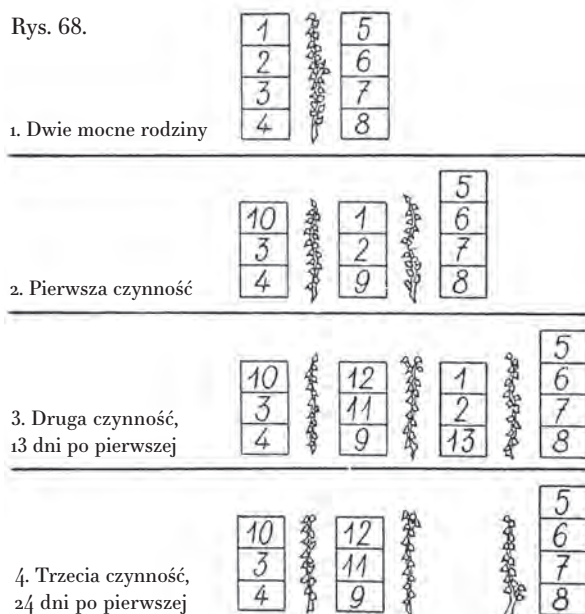 Rys. 68.
1 5
2 6
3 7
4 8
1. Dwie mocne rodziny
5
10 1 6
3 2 7
4 9 8
2. Pierwsza czynność
5
10 12 1 6
3 11 2 7
4 9 13 8
3. Druga czynność,
13 dni po pierwszej
5
10 12 6
3 11 7
4 9 8
4. Trzecia czynność,
24 dni po pierwszej